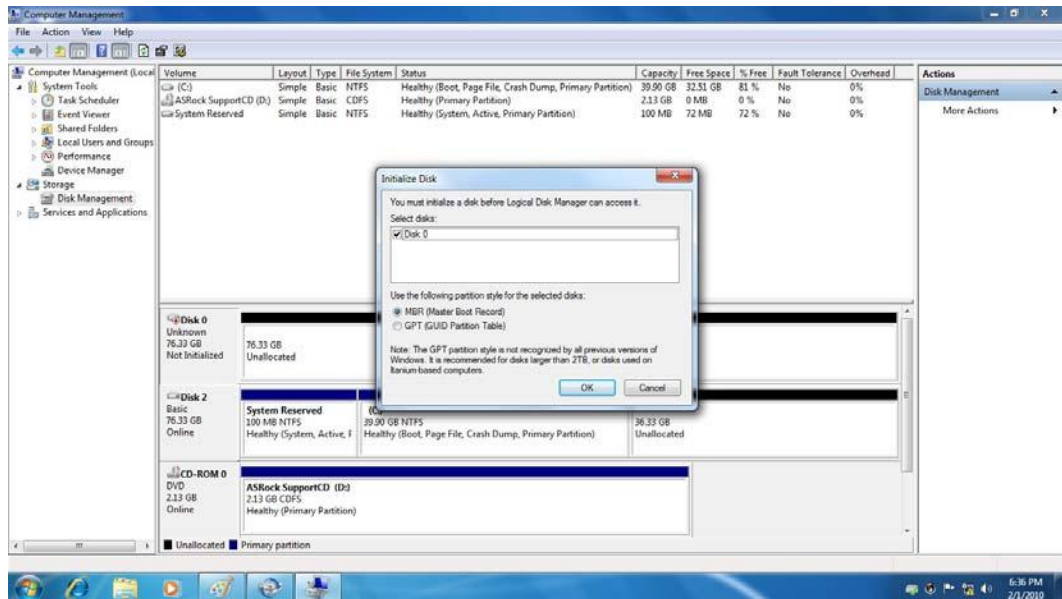 Computer Management
File Action View Help
Computer Management (Local
System Tools
Task Scheduler
Event Viewer
Shared Folders
Local Users and Groups
Performance
Device Manager
Storage
Disk Management
Services and Applications
Volume Layout Type File System Status Capacity Free Space % Free Fault Tolerance Overhead
(C:) Simple Basic NTFS Healthy (Boot, Page File, Crash Dump, Primary Partition) 39.90 GB 32.51 GB 81 % No 0%
ASRock SupportCD (D:) Simple Basic CDFS Healthy (Primary Partition) 2.13 GB 0 MB 0 % No 0%
System Reserved Simple Basic NTFS Healthy (System, Active, Primary Partition) 100 MB 72 MB 72 % No 0%
Actions
Disk Management
More Actions
Initialize Disk
You must initialize a disk before Logical Disk Manager can access it.
Select disks:
Disk 0
Use the following partition style for the selected disks:
MBR (Master Boot Record)
GPT (GUID Partition Table)
Note: The GPT partition style is not recognized by all previous versions of
Windows. It is recommended for disks larger than 2TB, or disks used on
Itanium-based computers.
OK Cancel
Disk 0
Unknown
76.33 GB
Not Initialized
76.33 GB
Unallocated
Disk 2
Basic
76.33 GB
Online
System Reserved
100 MB NTFS
Healthy (System, Active, P
(C:
39.90 GB NTFS
Healthy (Boot, Page File, Crash Dump, Primary Partition)
36.33 GB
Unallocated
CD-ROM 0
DVD
2.13 GB
Online
ASRock SupportCD (D:)
2.13 GB CDFS
Healthy (Primary Partition)
Unallocated Primary partition
6:36 PM
2/1/2010